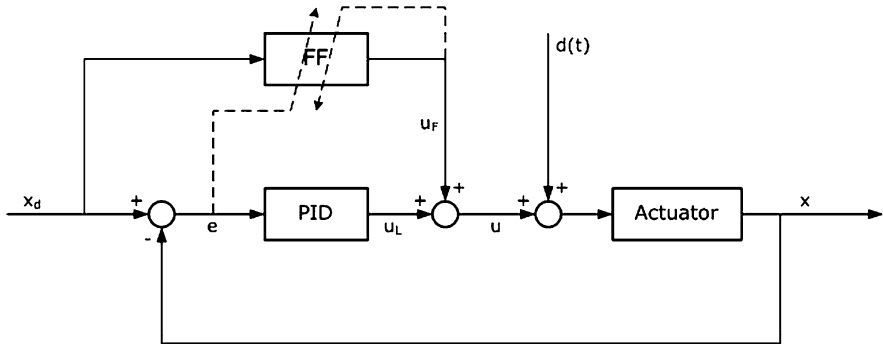 FF
d(t)
u_F
+
+
x_d
+
PID
+
+
Actuator
x
-
e
u_L
u